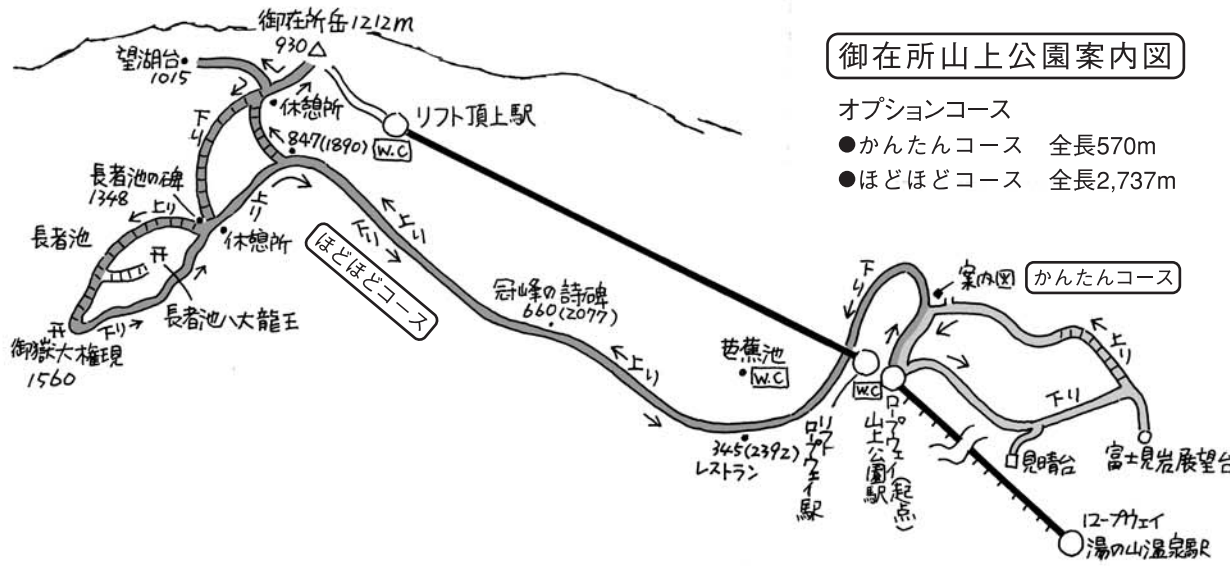 御在所山上公園案内図
オプションコース
●かんたんコース 全長570m
●ほどほどコース 全長2,737m
御在所岳1212m
930
望湖台
1015
休憩所
リフト頂上駅
W.C
847(1890)
下り
長者池の碑
1348
上り
上り
休憩所
長者池
長者池八大龍王
下り
御嶽大権現
1560
ほどほどコース
上り
下り
冠峰の詩碑
660(2077)
上り
芭蕉池
W.C
345(2392)
レストラン
下り
案内図
かんたんコース
W.C
リフト
ロープウェイ駅
ロープウェイ(起点)
山上公園駅
上り
下り
見晴台
富士見岩展望台
ロープウェイ
湯の山温泉駅